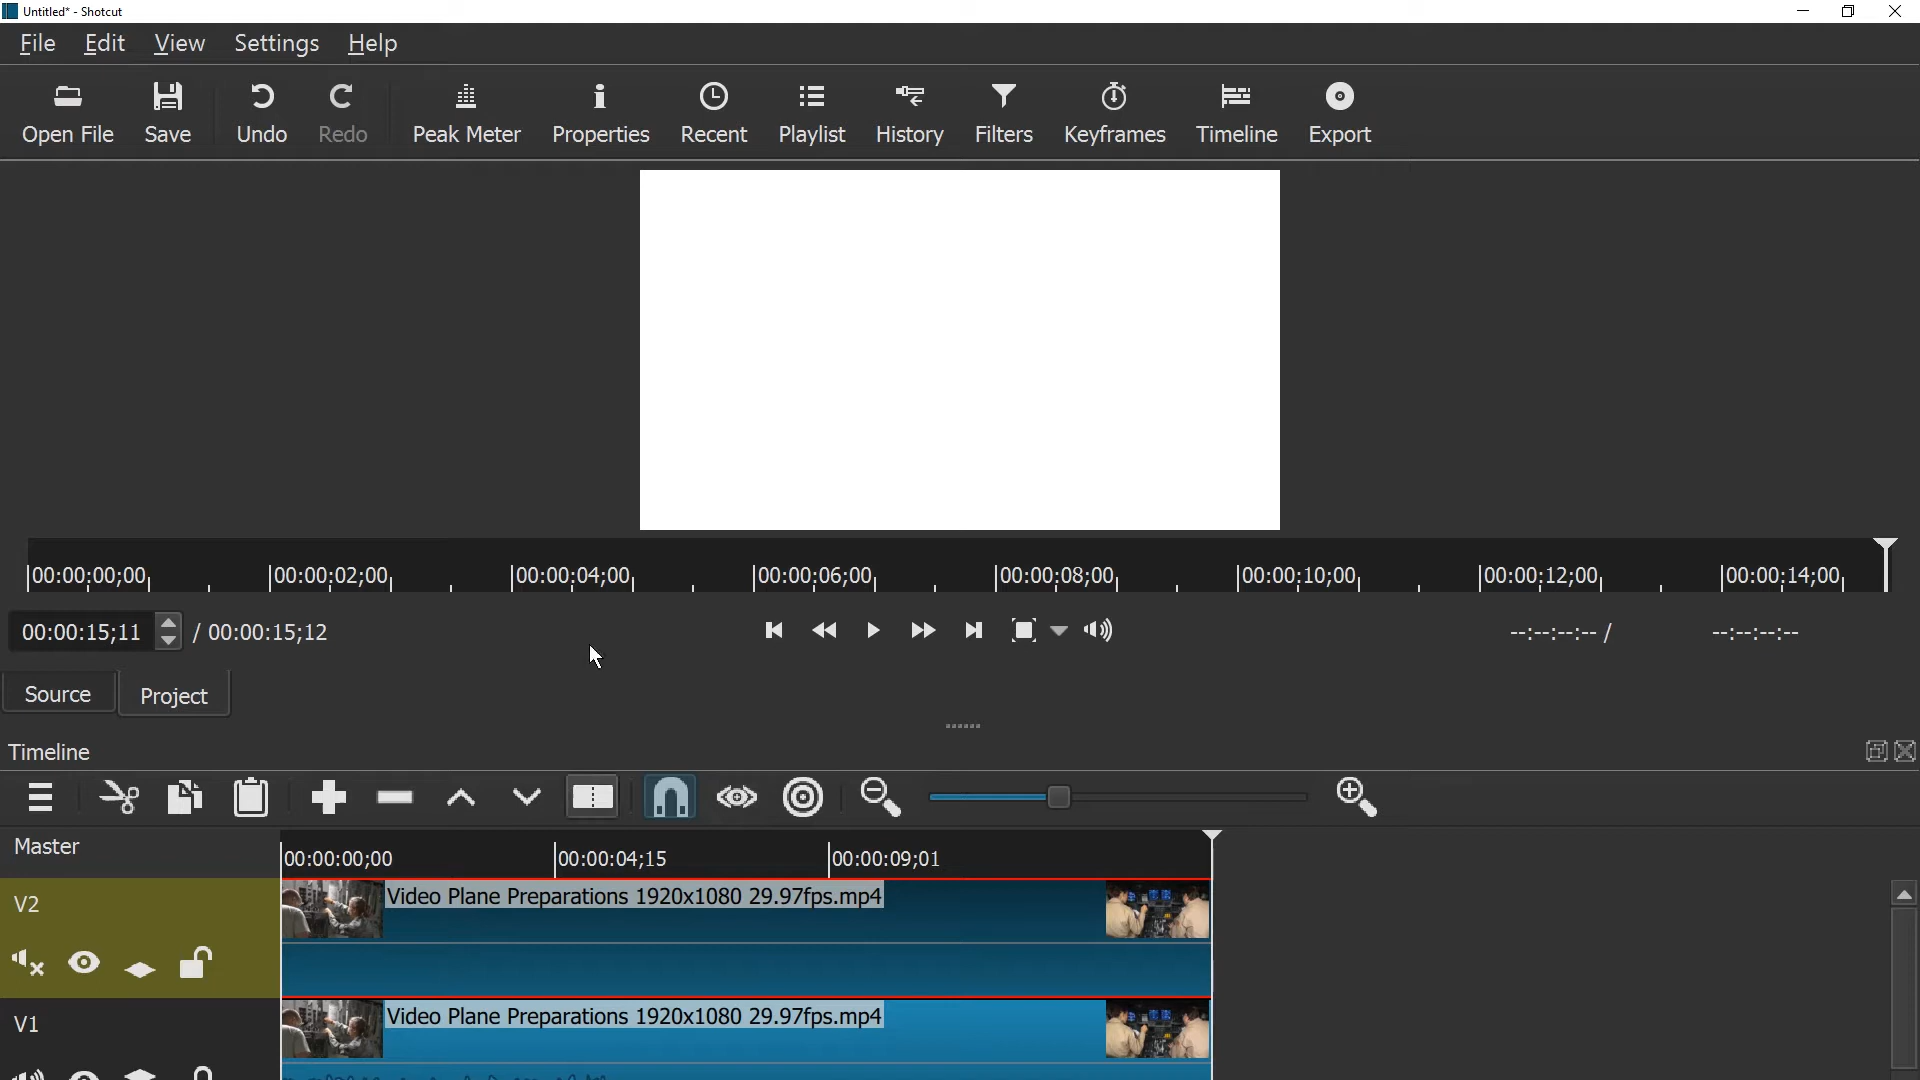 Untitled* - Shotcut
File Edit View Settings Help
Open File Save Undo Redo Peak Meter Properties Recent Playlist History Filters Keyframes Timeline Export
00:00:00;00 00:00:02;00 00:00:04;00 00:00:06;00 00:00:08;00 00:00:10;00 00:00:12;00 00:00:14;00
00:00:15;11 / 00:00:15;12 --:--:--:-- / --:--:--:--
Source Project
Timeline
Master
00:00:00;00 00:00:04;15 00:00:09;01
V2
Video Plane Preparations 1920x1080 29.97fps.mp4
V1
Video Plane Preparations 1920x1080 29.97fps.mp4